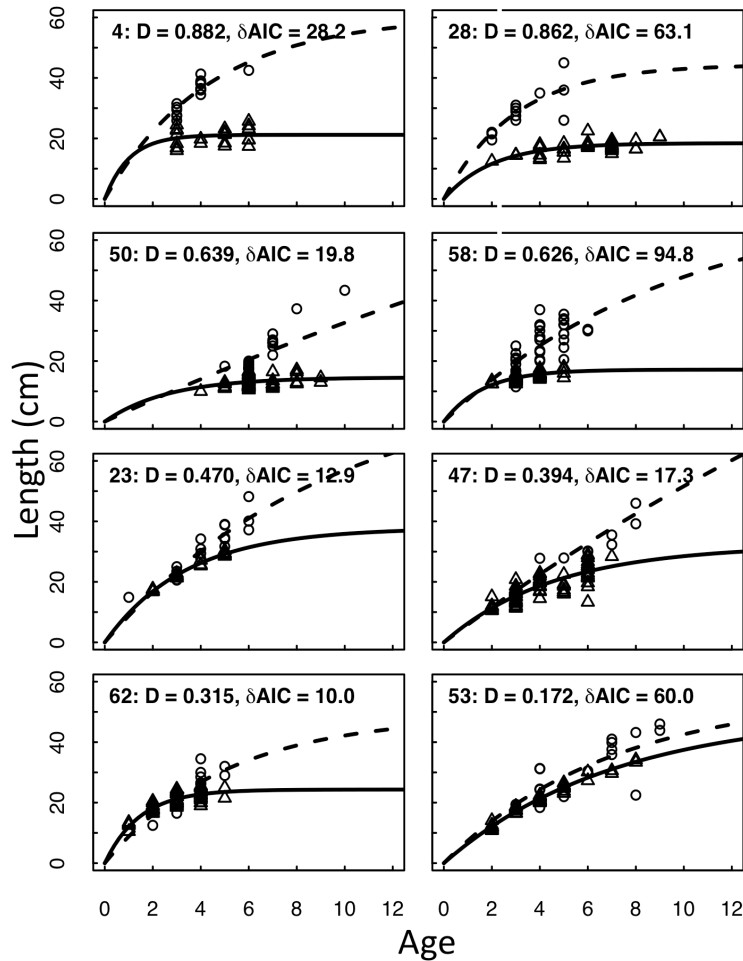 4: D = 0.882, δAIC = 28.2
28: D = 0.862, δAIC = 63.1
0 20 40 60
50: D = 0.639, δAIC = 19.8
58: D = 0.626, δAIC = 94.8
0 20 40 60
23: D = 0.470, δAIC = 12.9
47: D = 0.394, δAIC = 17.3
0 20 40 60
62: D = 0.315, δAIC = 10.0
53: D = 0.172, δAIC = 60.0
0 20 40 60
Length (cm)
0 2 4 6 8 10 12
0 2 4 6 8 10 12
Age